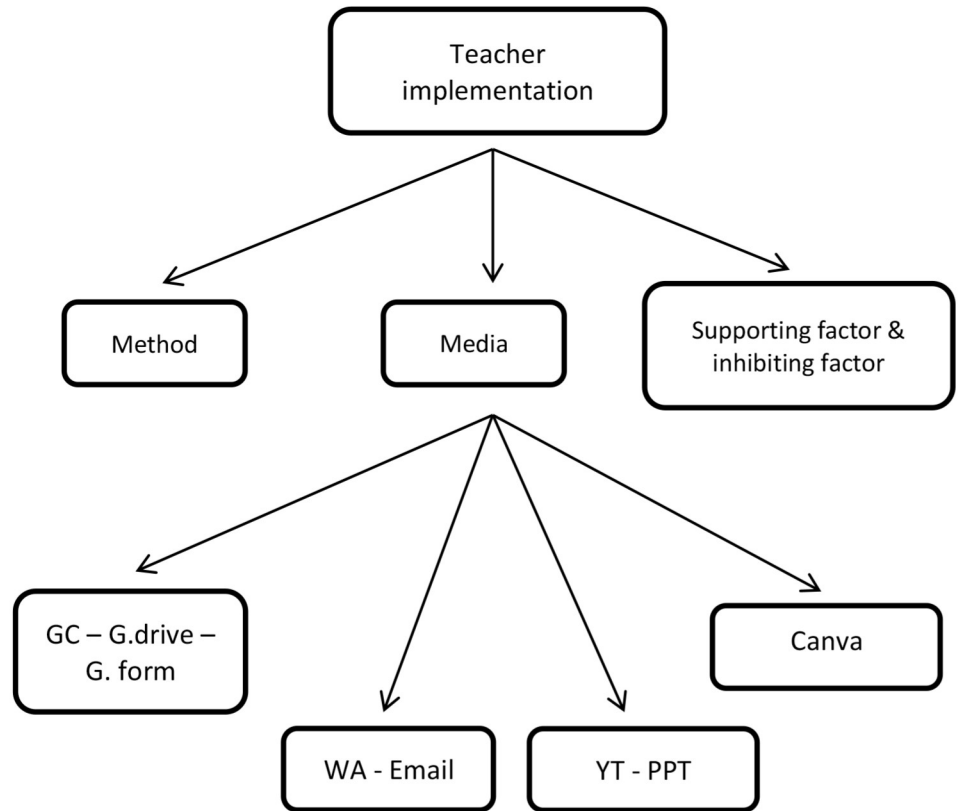 Teacher
implementation
Method
Media
Supporting factor &
inhibiting factor
GC – G.drive –
G. form
Canva
WA - Email
YT - PPT